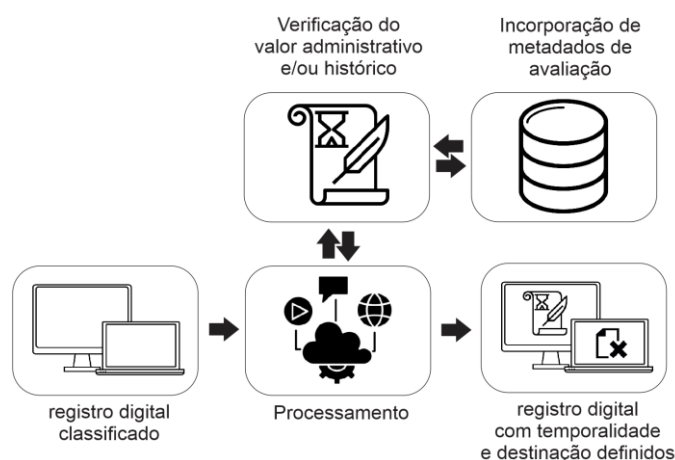 Verificação do
valor administrativo
e/ou histórico
Incorporação de
metadados de
avaliação
registro digital
classificado
Processamento
registro digital
com temporalidade
e destinação definidos